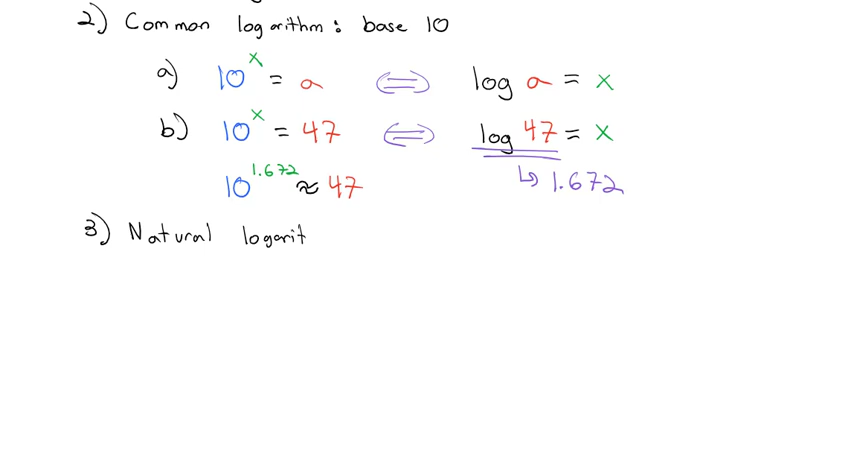 2) Common logarithm: base 10
a) 10^x = a ⟺ log a = x
b) 10^x = 47 ⟺ log 47 = x
10^1.672 ≈ 47 ↳ 1.672
3) Natural logarit